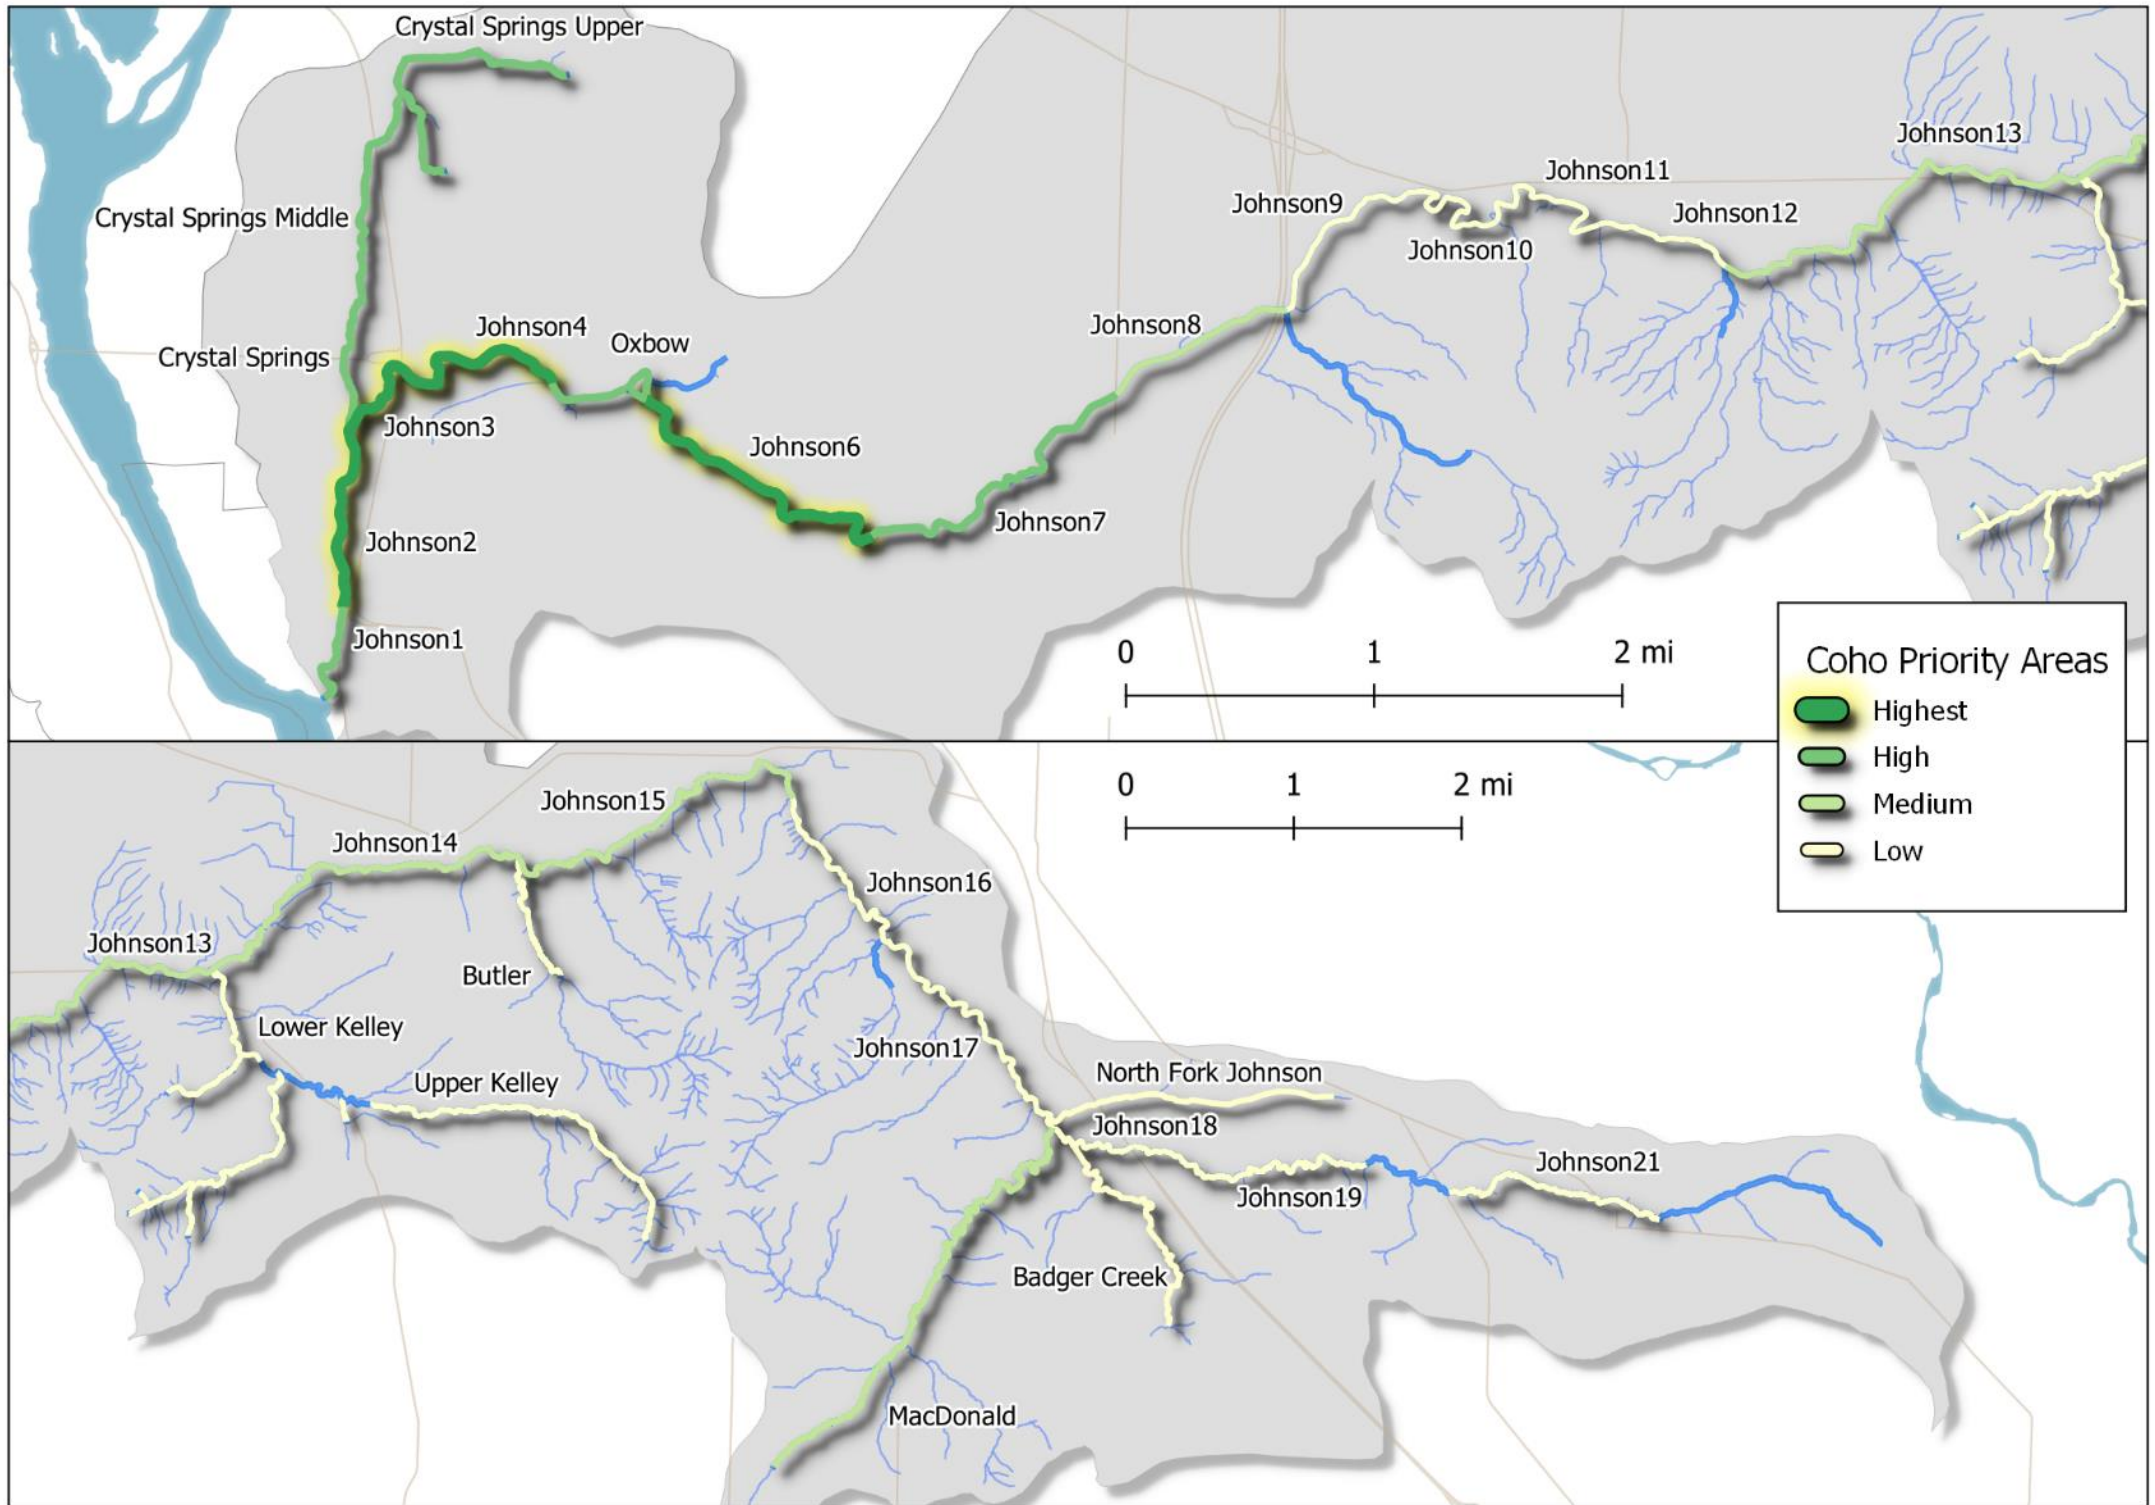 Crystal Springs Upper
Johnson13
Johnson11
Johnson9
Johnson12
Crystal Springs Middle
Johnson10
Johnson4
Johnson8
Oxbow
Crystal Springs
Johnson3
Johnson6
Johnson7
Johnson2
Johnson1
0 1 2 mi
Coho Priority Areas
Highest
High
Medium
Low
0 1 2 mi
Johnson15
Johnson14
Johnson16
Johnson13
Butler
Lower Kelley
Johnson17
North Fork Johnson
Upper Kelley
Johnson18
Johnson21
Johnson19
Badger Creek
MacDonald